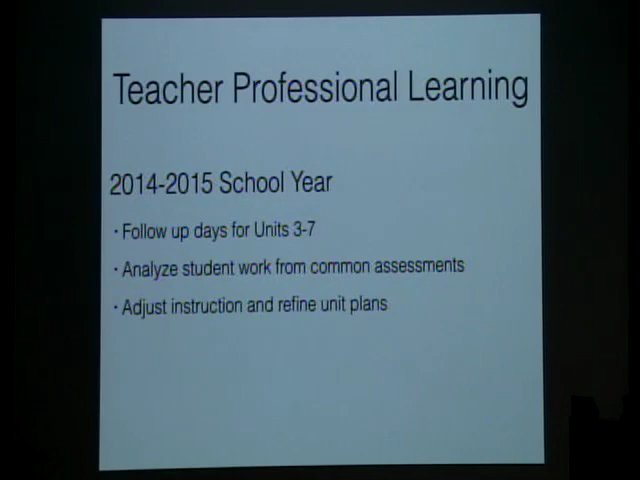 Teacher Professional Learning
2014-2015 School Year
· Follow up days for Units 3-7
· Analyze student work from common assessments
· Adjust instruction and refine unit plans